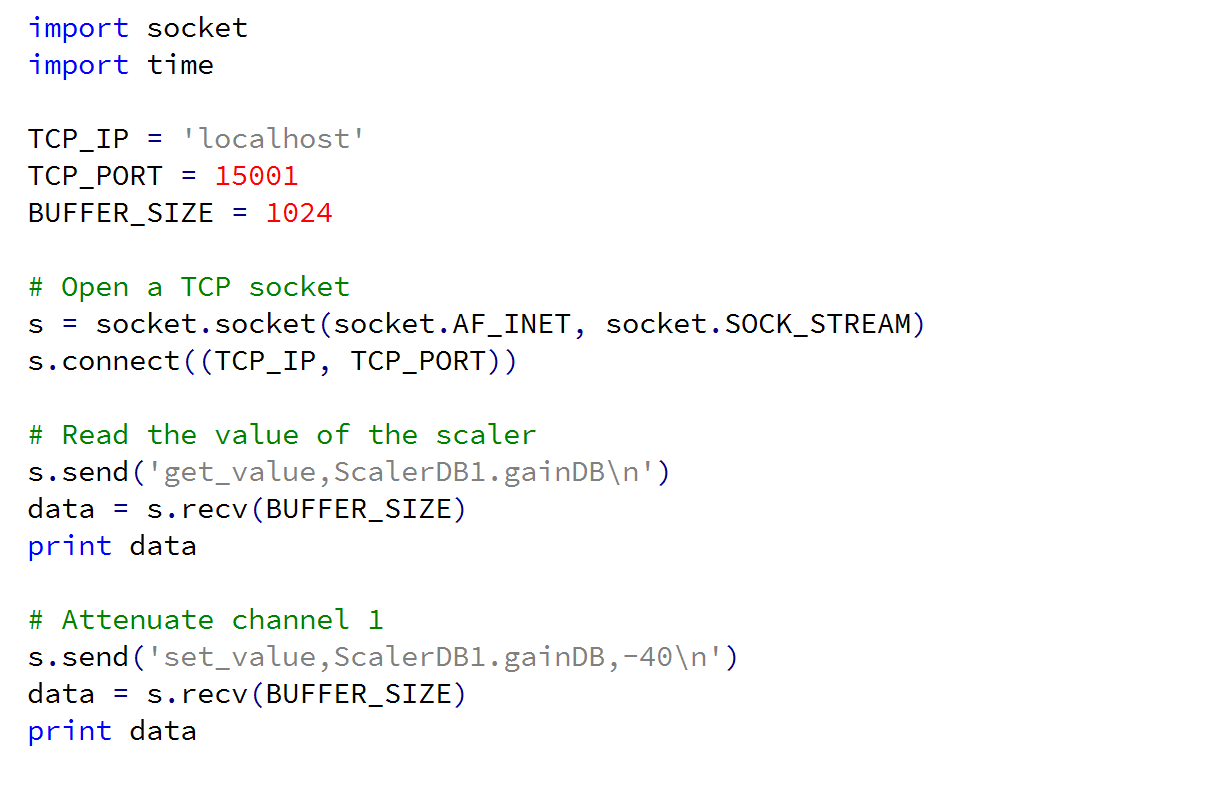 import socket
import time
TCP_IP = 'localhost'
TCP_PORT = 15001
BUFFER_SIZE = 1024
# Open a TCP socket
s = socket.socket(socket.AF_INET, socket.SOCK_STREAM)
s.connect((TCP_IP, TCP_PORT))
# Read the value of the scaler
s.send('get_value,ScalerDB1.gainDB\n')
data = s.recv(BUFFER_SIZE)
print data
# Attenuate channel 1
s.send('set_value,ScalerDB1.gainDB,-40\n')
data = s.recv(BUFFER_SIZE)
print data